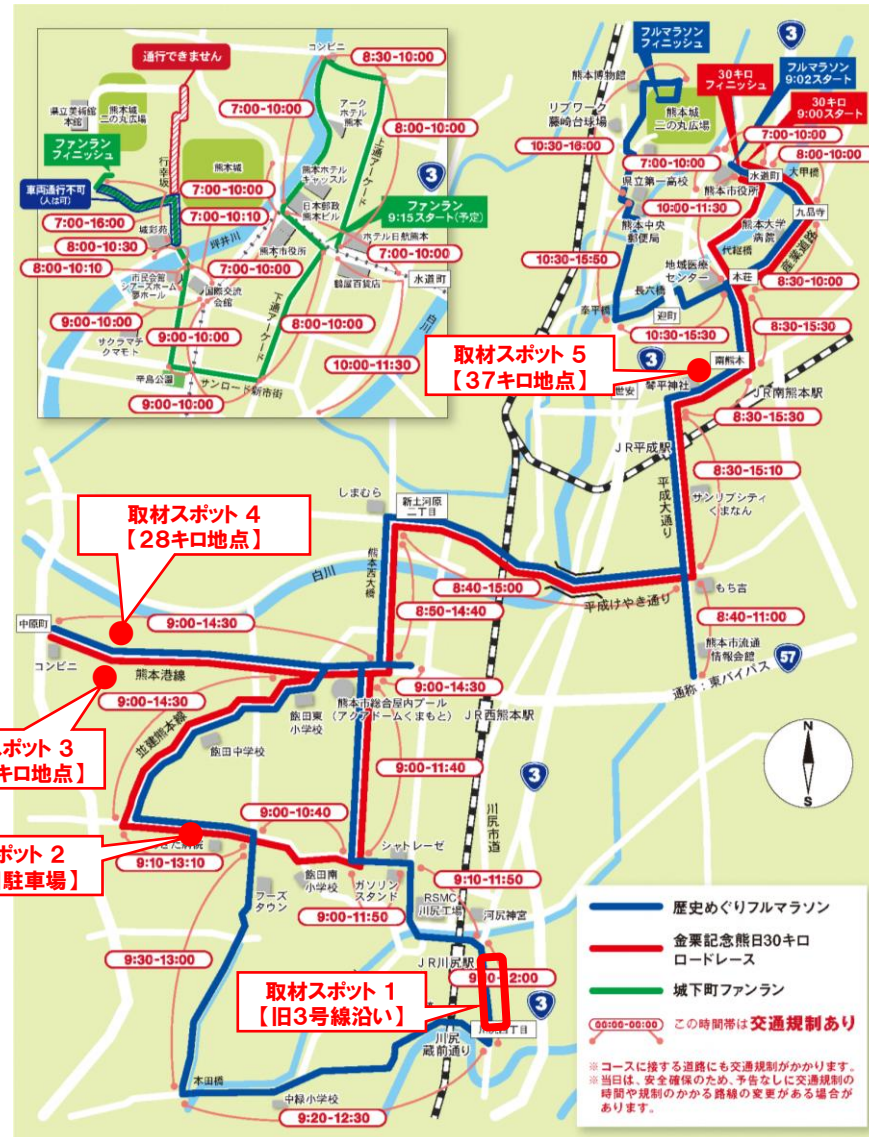 通行できません
コンビニ
8:30-10:00
県立美術館
本館
熊本城
二の丸広場
7:00-10:00
アーク
ホテル
熊本
8:00-10:00
上通アーケード
3
ファンラン
フィニッシュ
行幸坂
熊本城
熊本ホテル
キャッスル
車両通行不可
(人は可)
7:00-10:00
7:00-10:10
日本郵政
熊本ビル
ファンラン
9:15スタート(予定)
7:00-16:00
城彩苑
坪井川
熊本市役所
ホテル日航熊本
8:00-10:30
7:00-10:00
8:00-10:10
市民会館
シアーズホーム
夢ホール
国際交流
会館
7:00-10:00
鶴屋百貨店
水道町
9:00-10:00
9:00-10:00
下通アーケード
8:00-10:00
白川
サクラマチ
クマモト
10:00-11:30
辛島公園
サンロード新市街
9:00-10:00
フルマラソン
フィニッシュ
3
熊本博物館
30キロ
フィニッシュ
フルマラソン
9:02スタート
リブワーク
藤崎台球場
熊本城
二の丸広場
30キロ
9:00スタート
10:30-16:00
7:00-10:00
7:00-10:00
8:00-10:00
県立第一高校
熊本市役所
水道町
大甲橋
10:00-11:30
九品寺
熊本中央
郵便局
熊本大学
病院
代継橋
産業道路
10:30-15:50
地域医療
センター
本荘
長六橋
8:30-10:00
泰平橋
迎町
10:30-15:30
8:30-15:30
取材スポット 5
【37キロ地点】
3
南熊本
世安
琴平神社
JR南熊本駅
8:30-15:30
JR平成駅
8:30-15:10
平成大通り
サンリブシティ
くまなん
しまむら
新土河原
二丁目
取材スポット 4
【28キロ地点】
白川
熊本西大橋
8:40-15:00
平成けやき通り
もち吉
中原町
9:00-14:30
8:50-14:40
8:40-11:00
コンビニ
熊本港線
熊本市流通
情報会館
57
通称：東バイパス
9:00-14:30
9:00-14:30
並建熊本線
飽田東
小学校
熊本市総合屋内プール
(アクアドームくまもと)
JR西熊本駅
スポット 3
キロ地点】
飽田中学校
9:00-11:40
3
N
S
9:00-10:40
川尻市道
ポット 2
駐車場】
9:10-13:10
シャトレーゼ
飽田南
小学校
ガソリン
スタンド
9:10-11:50
フーズ
タウン
9:00-11:50
RSMC
川尻工場
河尻神宮
9:30-13:00
JR川尻駅
取材スポット 1
【旧3号線沿い】
3
川尻
蔵前通り
本田橋
中緑小学校
9:20-12:30
歴史めぐりフルマラソン
金栗記念熊日30キロ
ロードレース
城下町ファンラン
00:00-00:00 この時間帯は交通規制あり
※コースに接する道路にも交通規制がかかります。
※当日は、安全確保のため、予告なしに交通規制の
時間や規制のかかる路線の変更がある場合が
あります。